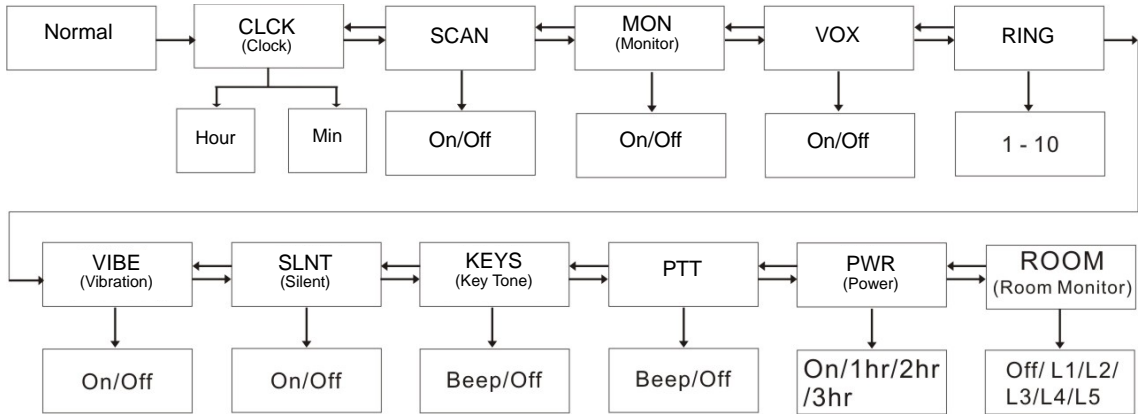 Normal
CLCK
(Clock)
SCAN
MON
(Monitor)
VOX
RING
Hour
Min
On/Off
On/Off
On/Off
1 - 10
VIBE
(Vibration)
SLNT
(Silent)
KEYS
(Key Tone)
PTT
PWR
(Power)
ROOM
(Room Monitor)
On/Off
On/Off
Beep/Off
Beep/Off
On/1hr/2hr
/3hr
Off/ L1/L2/
L3/L4/L5